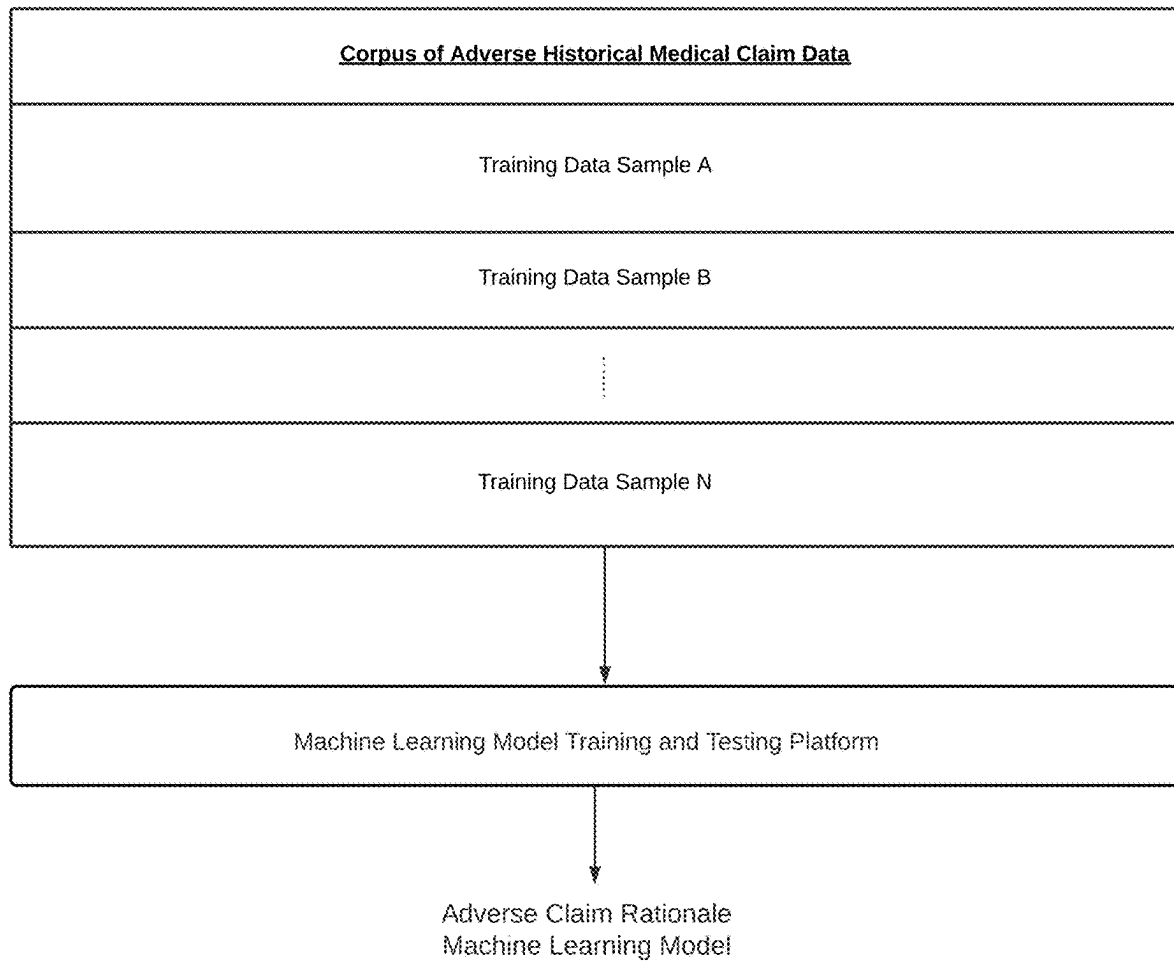 Corpus of Adverse Historical Medical Claim Data
Training Data Sample A
Training Data Sample B
Training Data Sample N
Machine Learning Model Training and Testing Platform
Adverse Claim Rationale
Machine Learning Model